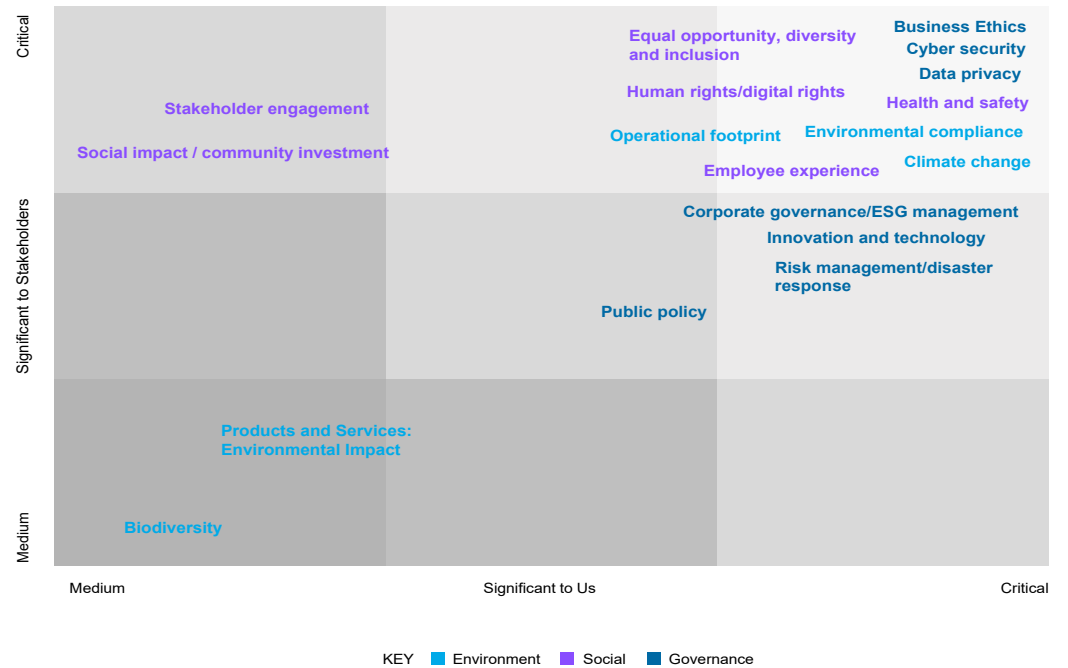 Critical
Significant to Stakeholders
Medium
Business Ethics
Equal opportunity, diversity
and inclusion
Cyber security
Data privacy
Human rights/digital rights
Health and safety
Stakeholder engagement
Operational footprint
Environmental compliance
Social impact / community investment
Climate change
Employee experience
Corporate governance/ESG management
Innovation and technology
Risk management/disaster
response
Public policy
Products and Services:
Environmental Impact
Biodiversity
Medium
Significant to Us
Critical
KEY Environment Social Governance